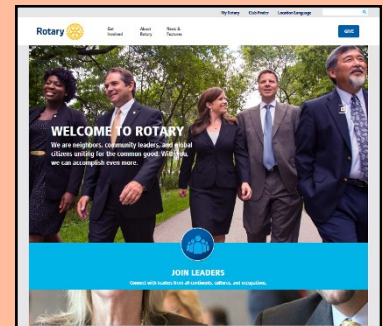 My Rotary Club Finder Location/Language
Rotary
Get Involved
About Rotary
News & Features
GIVE
WELCOME TO ROTARY
We are neighbors, community leaders, and global
citizens uniting for the common good. With you,
we can accomplish even more.
JOIN LEADERS
Connect with leaders from all continents, cultures, and occupations.